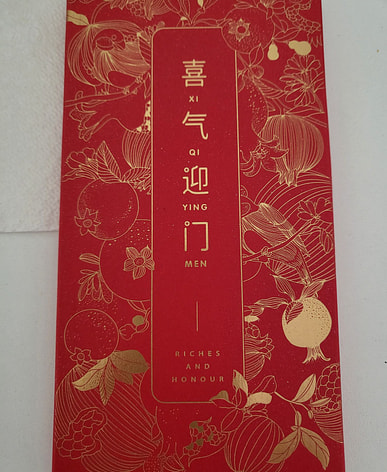 喜
XI
气
QI
迎
YING
门
MEN
RICHES
AND
HONOUR